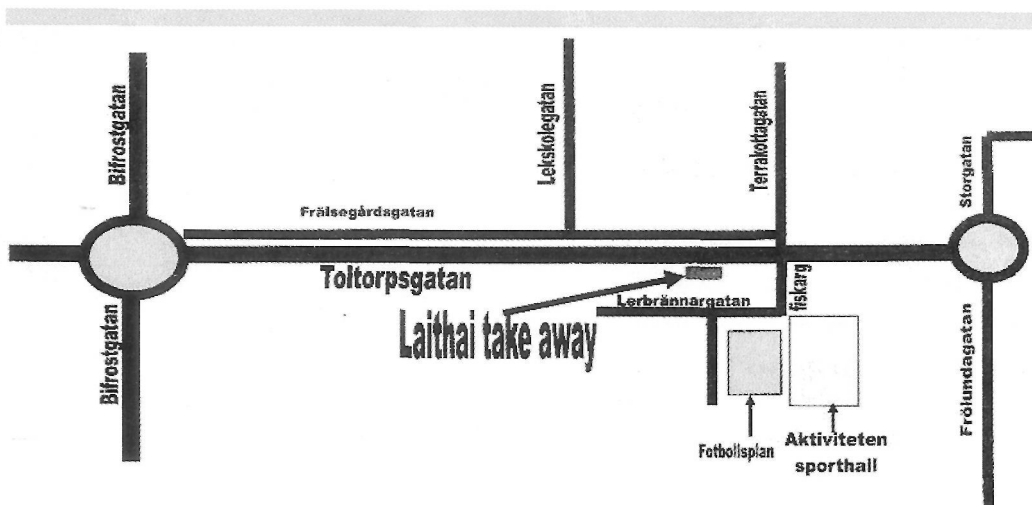 Bifrostgatan
Lekskolegatan
Terrakottagatan
Storgatan
Frälsegårdsgatan
Toltorpsgatan
Lerbrännargatan
fiskarg
Laithai take away
Bifrostgatan
Frölundagatan
Fotbollsplan
Aktiviteten
sporthall